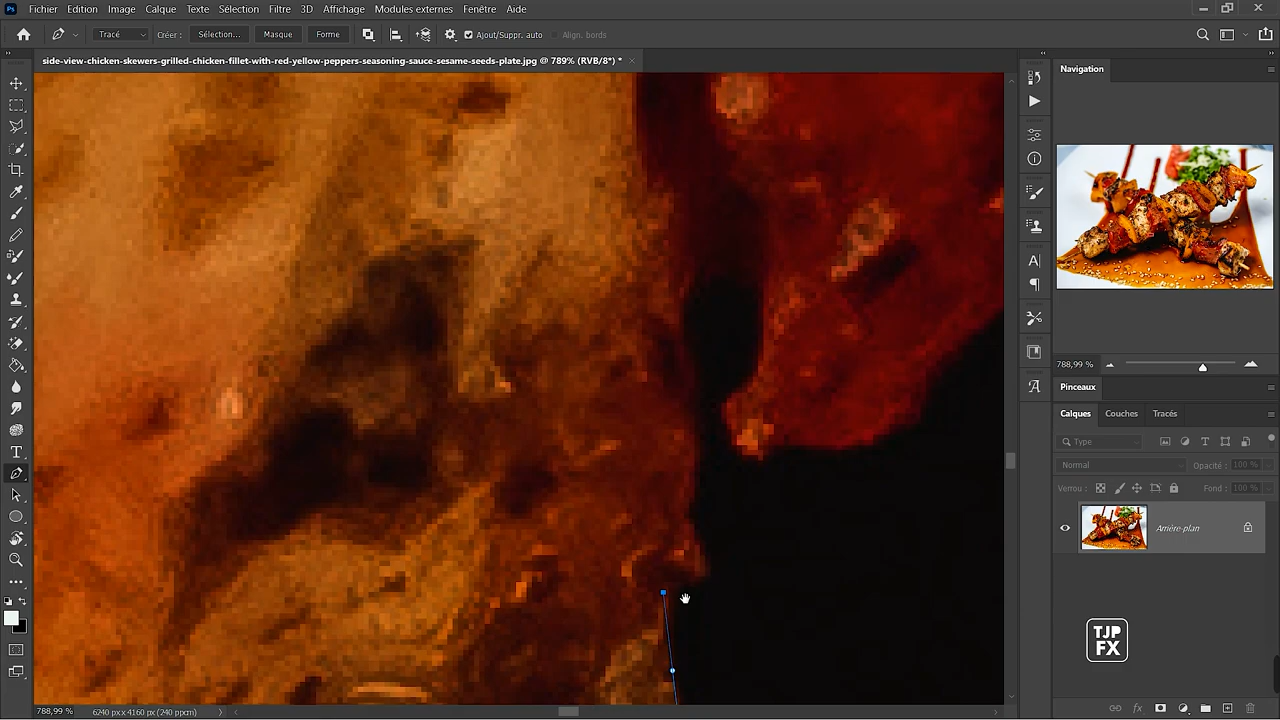 Ps Fichier Edition Image Calque Texte Sélection Filtre 3D Affichage Modules externes Fenêtre Aide
Tracé Créer : Sélection... Masque Forme Ajout/Suppr. auto Align. bords
side-view-chicken-skewers-grilled-chicken-fillet-with-red-yellow-peppers-seasoning-sauce-sesame-seeds-plate.jpg @ 789% (RVB/8*) *
Navigation
788,99 %
Pinceaux
Calques Couches Tracés
Type
Normal Opacité : 100 %
Verrou : Fond : 100 %
Arrière-plan
TJP
FX
788,99 % 6240 px x 4160 px (240 ppcm)